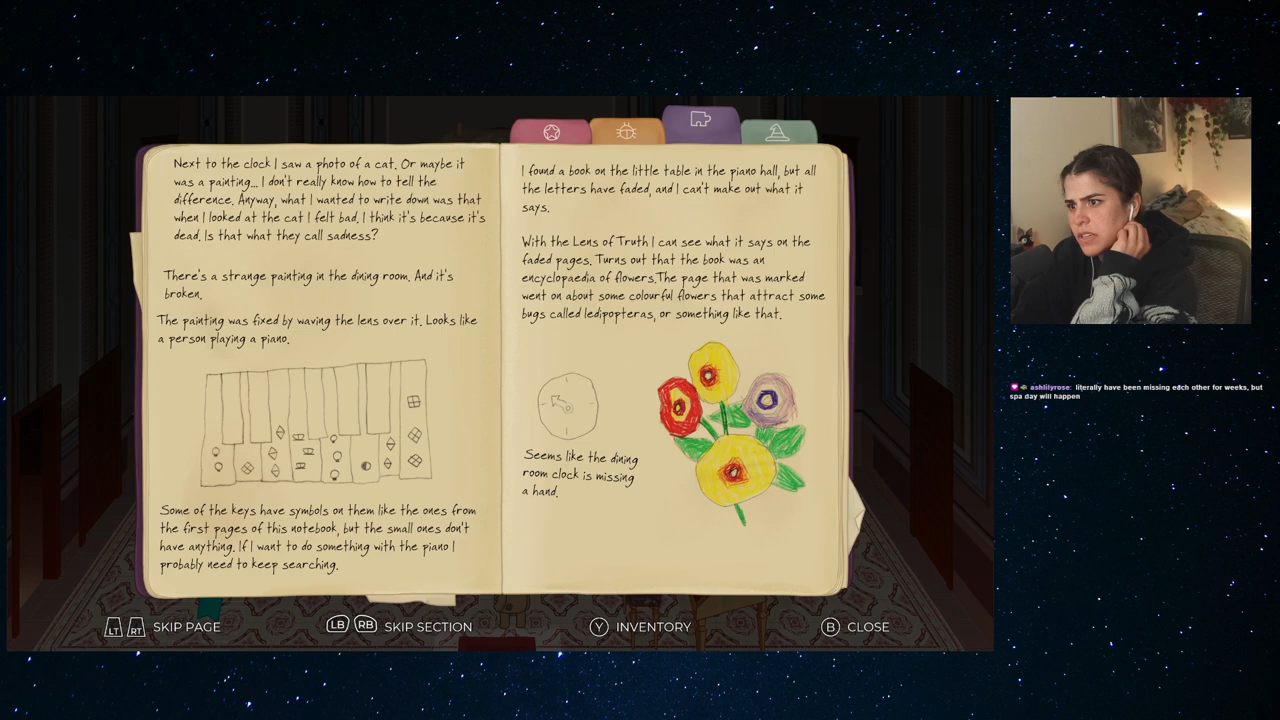 Next to the clock I saw a photo of a cat. Or maybe it
was a painting... I don't really know how to tell the
difference. Anyway, what I wanted to write down was that
when I looked at the cat I felt bad. I think it's because it's
dead. Is that what they call sadness?
There's a strange painting in the dining room. And it's
broken.
The painting was fixed by waving the lens over it. Looks like
a person playing a piano.
Some of the keys have symbols on them like the ones from
the first pages of this notebook, but the small ones don't
have anything. If I want to do something with the piano I
probably need to keep searching.
I found a book on the little table in the piano hall, but all
the letters have faded, and I can't make out what it
says.
With the Lens of Truth I can see what it says on the
faded pages. Turns out that the book was an
encyclopaedia of flowers.The page that was marked
went on about some colourful flowers that attract some
bugs called ledipopteras, or something like that.
Seems like the dining
room clock is missing
a hand.
LT RT SKIP PAGE
LB RB SKIP SECTION
Y INVENTORY
B CLOSE
ashlilyrose: literally have been missing each other for weeks, but
spa day will happen